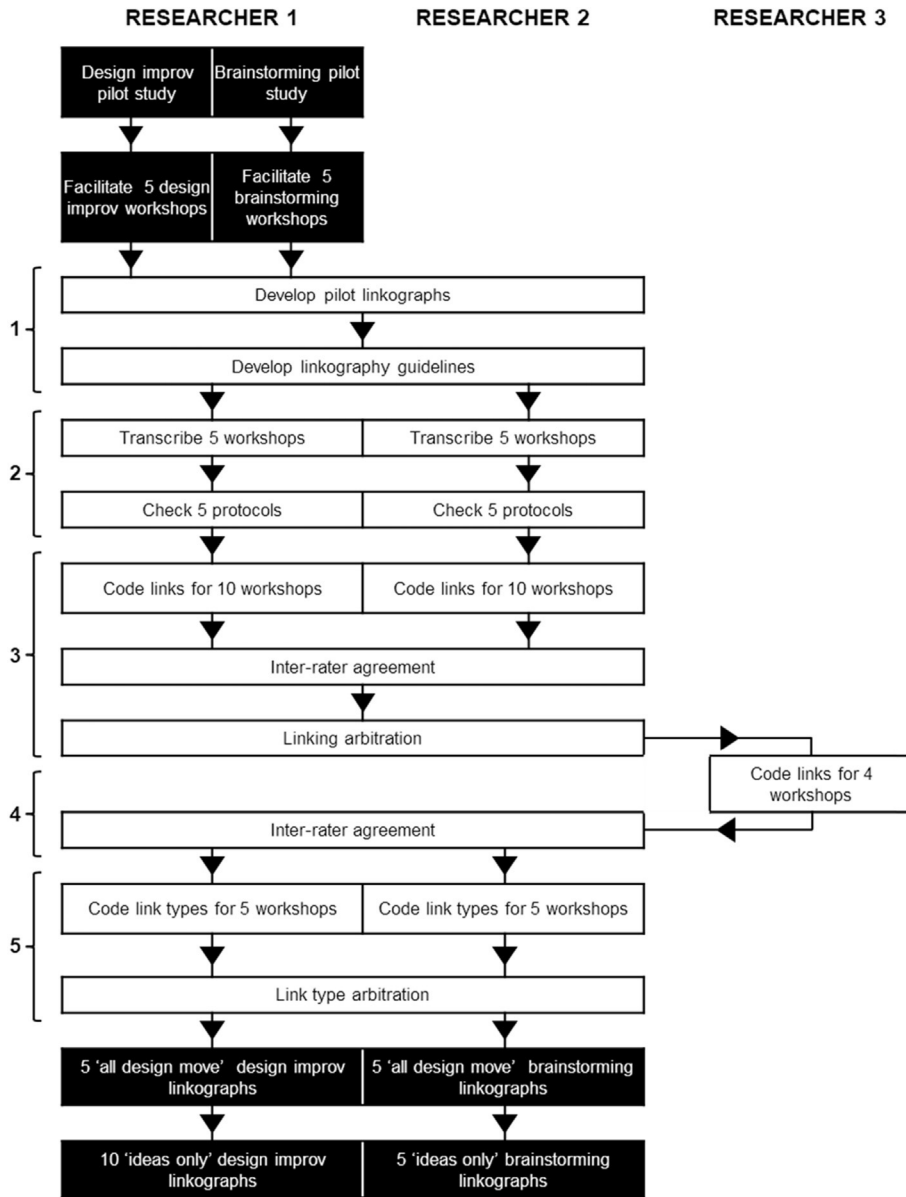 RESEARCHER 1
RESEARCHER 2
RESEARCHER 3
Design improv
pilot study
Brainstorming pilot
study
Facilitate 5 design
improv workshops
Facilitate 5
brainstorming
workshops
1
Develop pilot linkographs
Develop linkography guidelines
2
Transcribe 5 workshops
Transcribe 5 workshops
Check 5 protocols
Check 5 protocols
3
Code links for 10 workshops
Code links for 10 workshops
Inter-rater agreement
Linking arbitration
Code links for 4
workshops
4
Inter-rater agreement
5
Code link types for 5 workshops
Code link types for 5 workshops
Link type arbitration
5 ‘all design move’ design improv
linkographs
5 ‘all design move’ brainstorming
linkographs
10 ‘ideas only’ design improv
linkographs
5 ‘ideas only’ brainstorming
linkographs